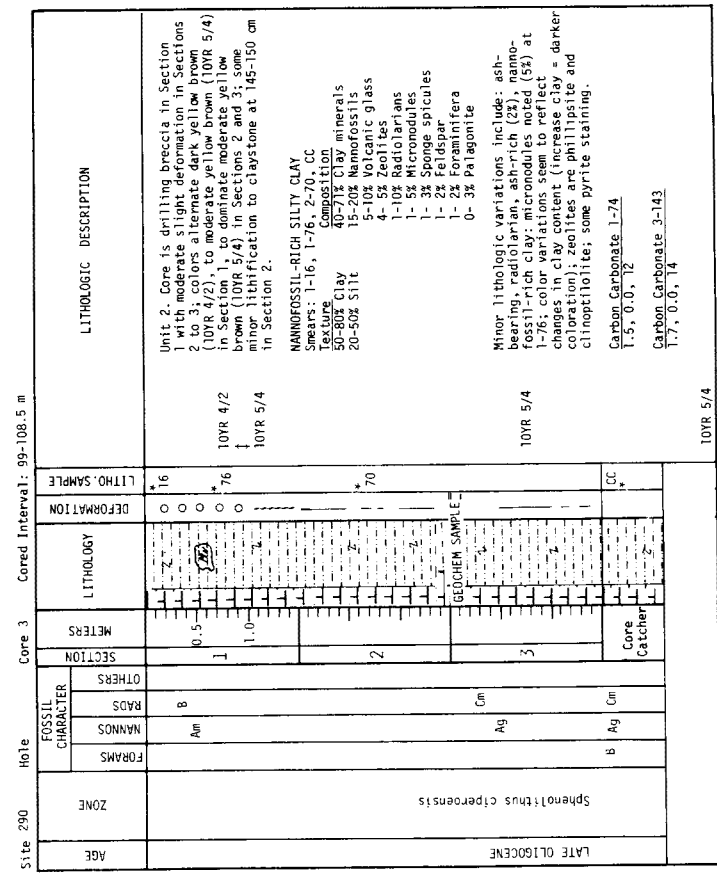 Site 290 Hole Core 3 Cored Interval: 99-108.5 m
AGE
ZONE
FOSSIL
CHARACTER
FORAMS
NANNOS
RADS
OTHERS
SECTION
METERS
LITHOLOGY
DEFORMATION
LITHO.SAMPLE
LITHOLOGIC DESCRIPTION
LATE OLIGOCENE
Sphenolithus ciperoensis
B
Am
Cm
Ag
B
Ag
Cm
1
0.5
1.0
2
3
Core
Catcher
GEOCHEM SAMPLE
*16
*76
*70
CC
*
10YR 4/2
↕
10YR 5/4
10YR 5/4
10YR 5/4
Unit 2. Core is drilling breccia in Section
1 with moderate slight deformation in Sections
2 to 3; colors alternate dark yellow brown
(10YR 4/2), to moderate yellow brown (10YR 5/4)
in Section 1, to dominate moderate yellow
brown (10YR 5/4) in Sections 2 and 3; some
minor lithification to claystone at 145-150 cm
in Section 2.
NANNOFOSSIL-RICH SILTY CLAY
Smears: 1-16, 1-76, 2-70, CC
Texture Composition
50-80% Clay 40-71% Clay minerals
20-50% Silt 15-20% Nannofossils
5-10% Volcanic glass
4- 5% Zeolites
1-10% Radiolarians
1- 5% Micronodules
1- 3% Sponge spicules
1- 2% Feldspar
1- 2% Foraminifera
0- 3% Palagonite
Minor lithologic variations include: ash-
bearing, radiolarian, ash-rich (2%), nanno-
fossil-rich clay: micronodules noted (5%) at
1-76; color variations seem to reflect
changes in clay content (increase clay = darker
coloration); zeolites are phillipsite and
clinoptilolite; some pyrite staining.
Carbon Carbonate 1-74
1.5, 0.0, 12
Carbon Carbonate 3-143
1.7, 0.0, 14